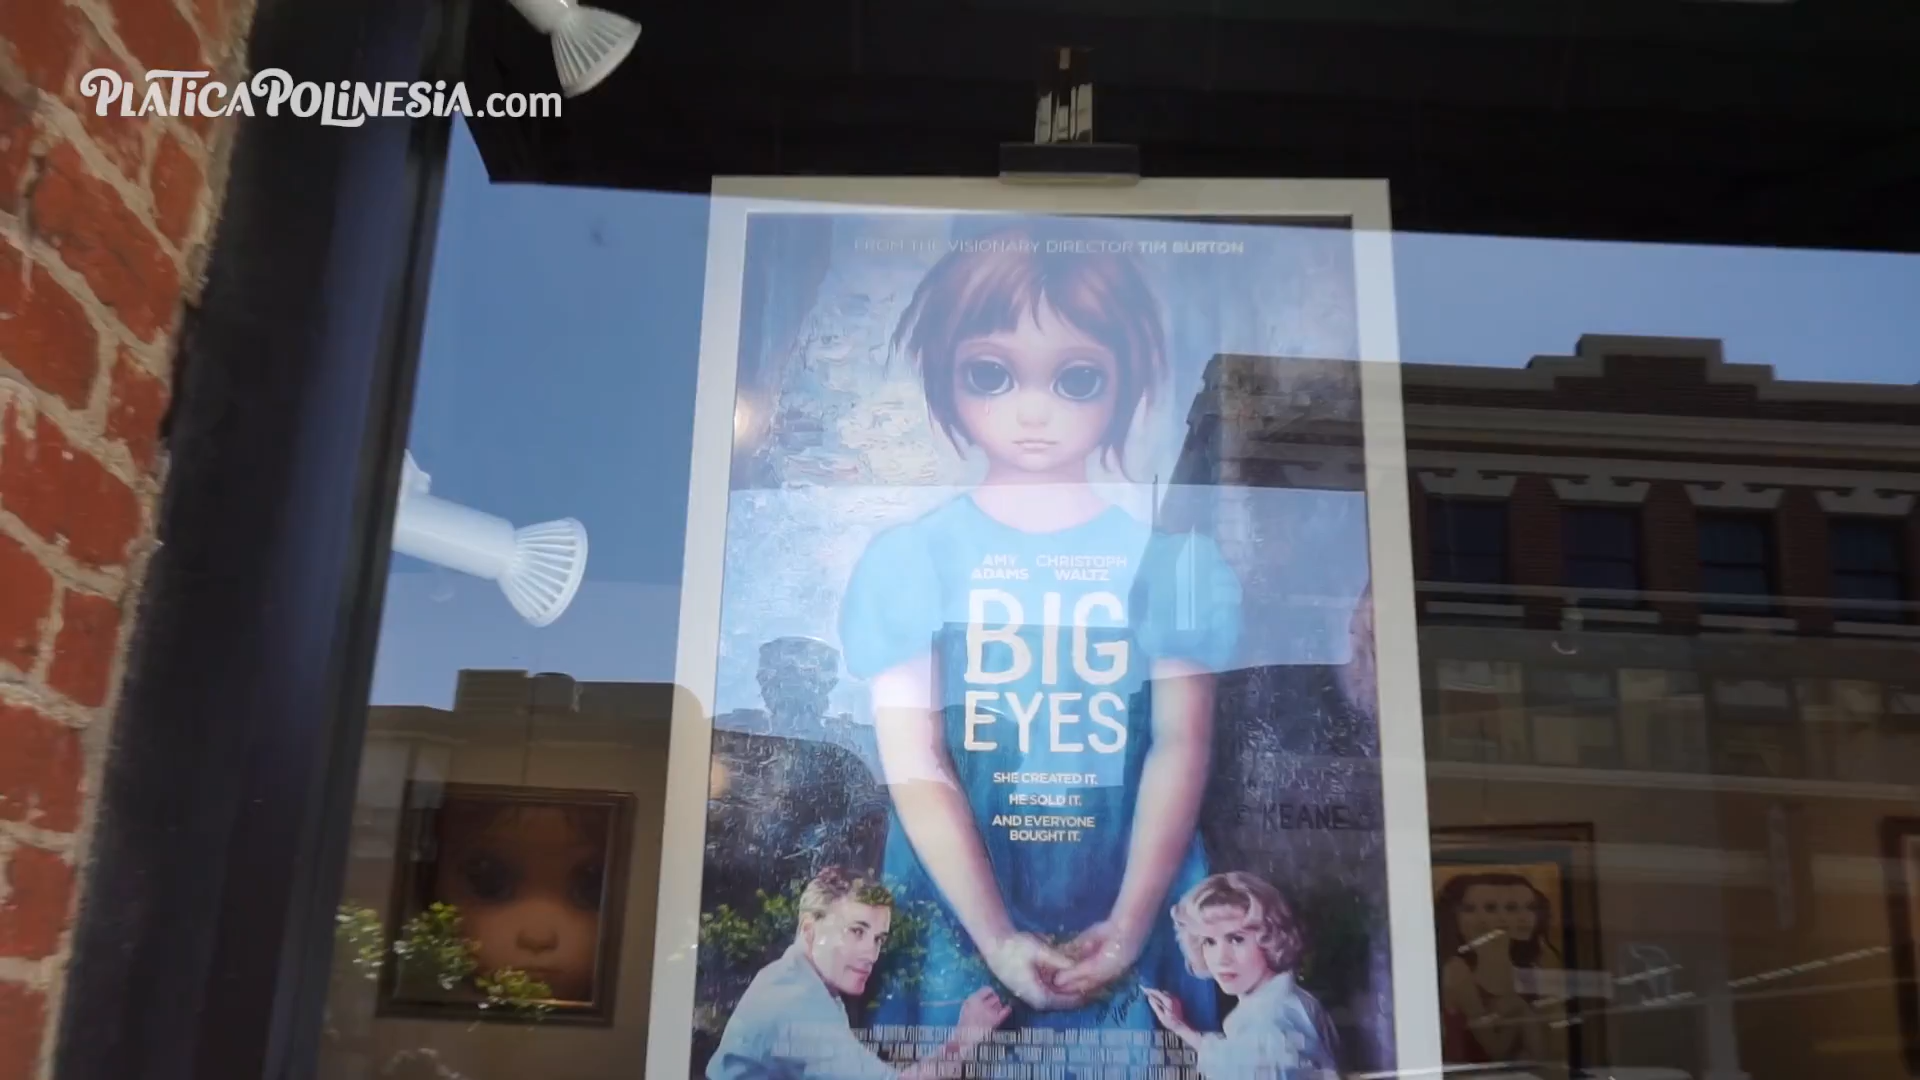 PLATICAPOLINESIA.com
FROM THE VISIONARY DIRECTOR TIM BURTON
AMY ADAMS
CHRISTOPH WALTZ
BIG
EYES
SHE CREATED IT.
HE SOLD IT.
AND EVERYONE
BOUGHT IT.
KEANE